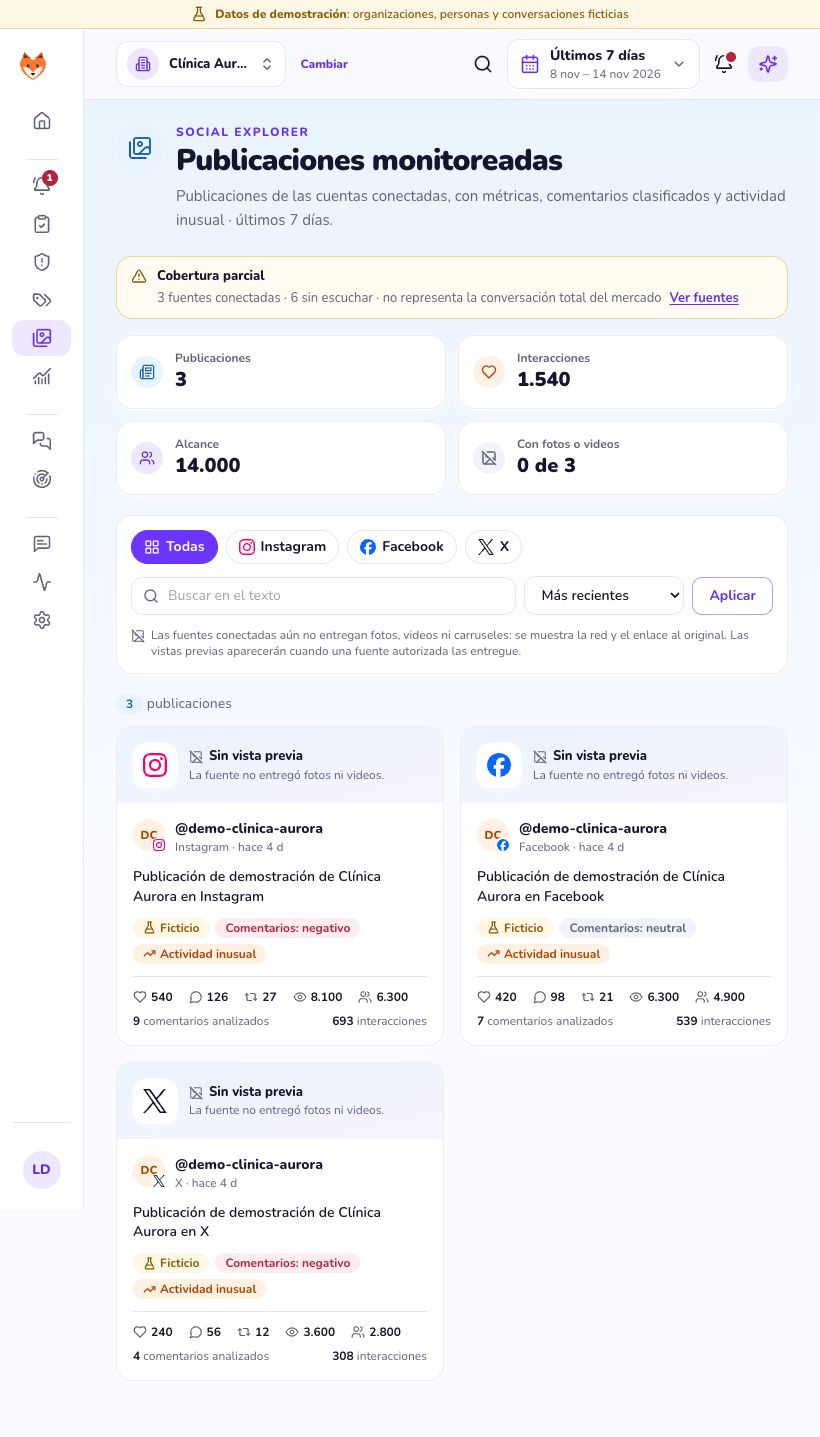 Datos de demostración: organizaciones, personas y conversaciones ficticias
Clínica Aur...
Cambiar
Últimos 7 días
8 nov – 14 nov 2026
1
SOCIAL EXPLORER
Publicaciones monitoreadas
Publicaciones de las cuentas conectadas, con métricas, comentarios clasificados y actividad
inusual · últimos 7 días.
Cobertura parcial
3 fuentes conectadas · 6 sin escuchar · no representa la conversación total del mercado Ver fuentes
Publicaciones
3
Interacciones
1.540
Alcance
14.000
Con fotos o videos
0 de 3
Todas
Instagram
Facebook
X
Buscar en el texto
Más recientes
Aplicar
Las fuentes conectadas aún no entregan fotos, videos ni carruseles: se muestra la red y el enlace al original. Las
vistas previas aparecerán cuando una fuente autorizada las entregue.
3 publicaciones
Sin vista previa
La fuente no entregó fotos ni videos.
DC
@demo-clinica-aurora
Instagram · hace 4 d
Publicación de demostración de Clínica
Aurora en Instagram
Ficticio
Comentarios: negativo
Actividad inusual
540 126 27 8.100 6.300
9 comentarios analizados
693 interacciones
Sin vista previa
La fuente no entregó fotos ni videos.
DC
@demo-clinica-aurora
Facebook · hace 4 d
Publicación de demostración de Clínica
Aurora en Facebook
Ficticio
Comentarios: neutral
Actividad inusual
420 98 21 6.300 4.900
7 comentarios analizados
539 interacciones
Sin vista previa
La fuente no entregó fotos ni videos.
DC
@demo-clinica-aurora
X · hace 4 d
Publicación de demostración de Clínica
Aurora en X
Ficticio
Comentarios: negativo
Actividad inusual
240 56 12 3.600 2.800
4 comentarios analizados
308 interacciones
LD